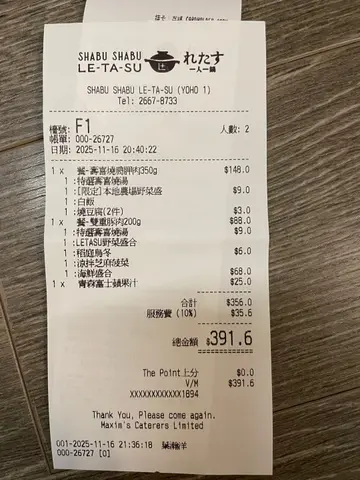 SHABU SHABU
LE-TA-SU
れたす
一人一鍋
SHABU SHABU LE-TA-SU (YOHO 1)
Tel: 2667-8733
檯號: F1 人數: 2
帳單: 000-26727
日期: 2025-11-16 20:40:22
1 x 餐-壽喜燒肥牛肉350g $148.0
1 :特選壽喜燒湯
1 :[限定]本地農場野菜盛 $9.0
1 :白飯
1 :燒豆腐(2件) $3.0
1 x 餐-雙重豚肉200g $88.0
1 :特選壽喜燒湯 $9.0
1 :LETASU野菜盛合
1 :稻庭烏冬 $6.0
1 :涼拌芝麻菠菜
1 :海鮮盛合 $68.0
1 x 青森富士蘋果汁 $25.0
合計 $356.0
服務費 (10%) $35.6
總金額 $391.6
The Point上分 $0.0
V/M $391.6
XXXXXXXXXXXX1894
Thank You, Please come again.
Maxim's Caterers Limited
001-2025-11-16 21:36:18
000-26727 [0]